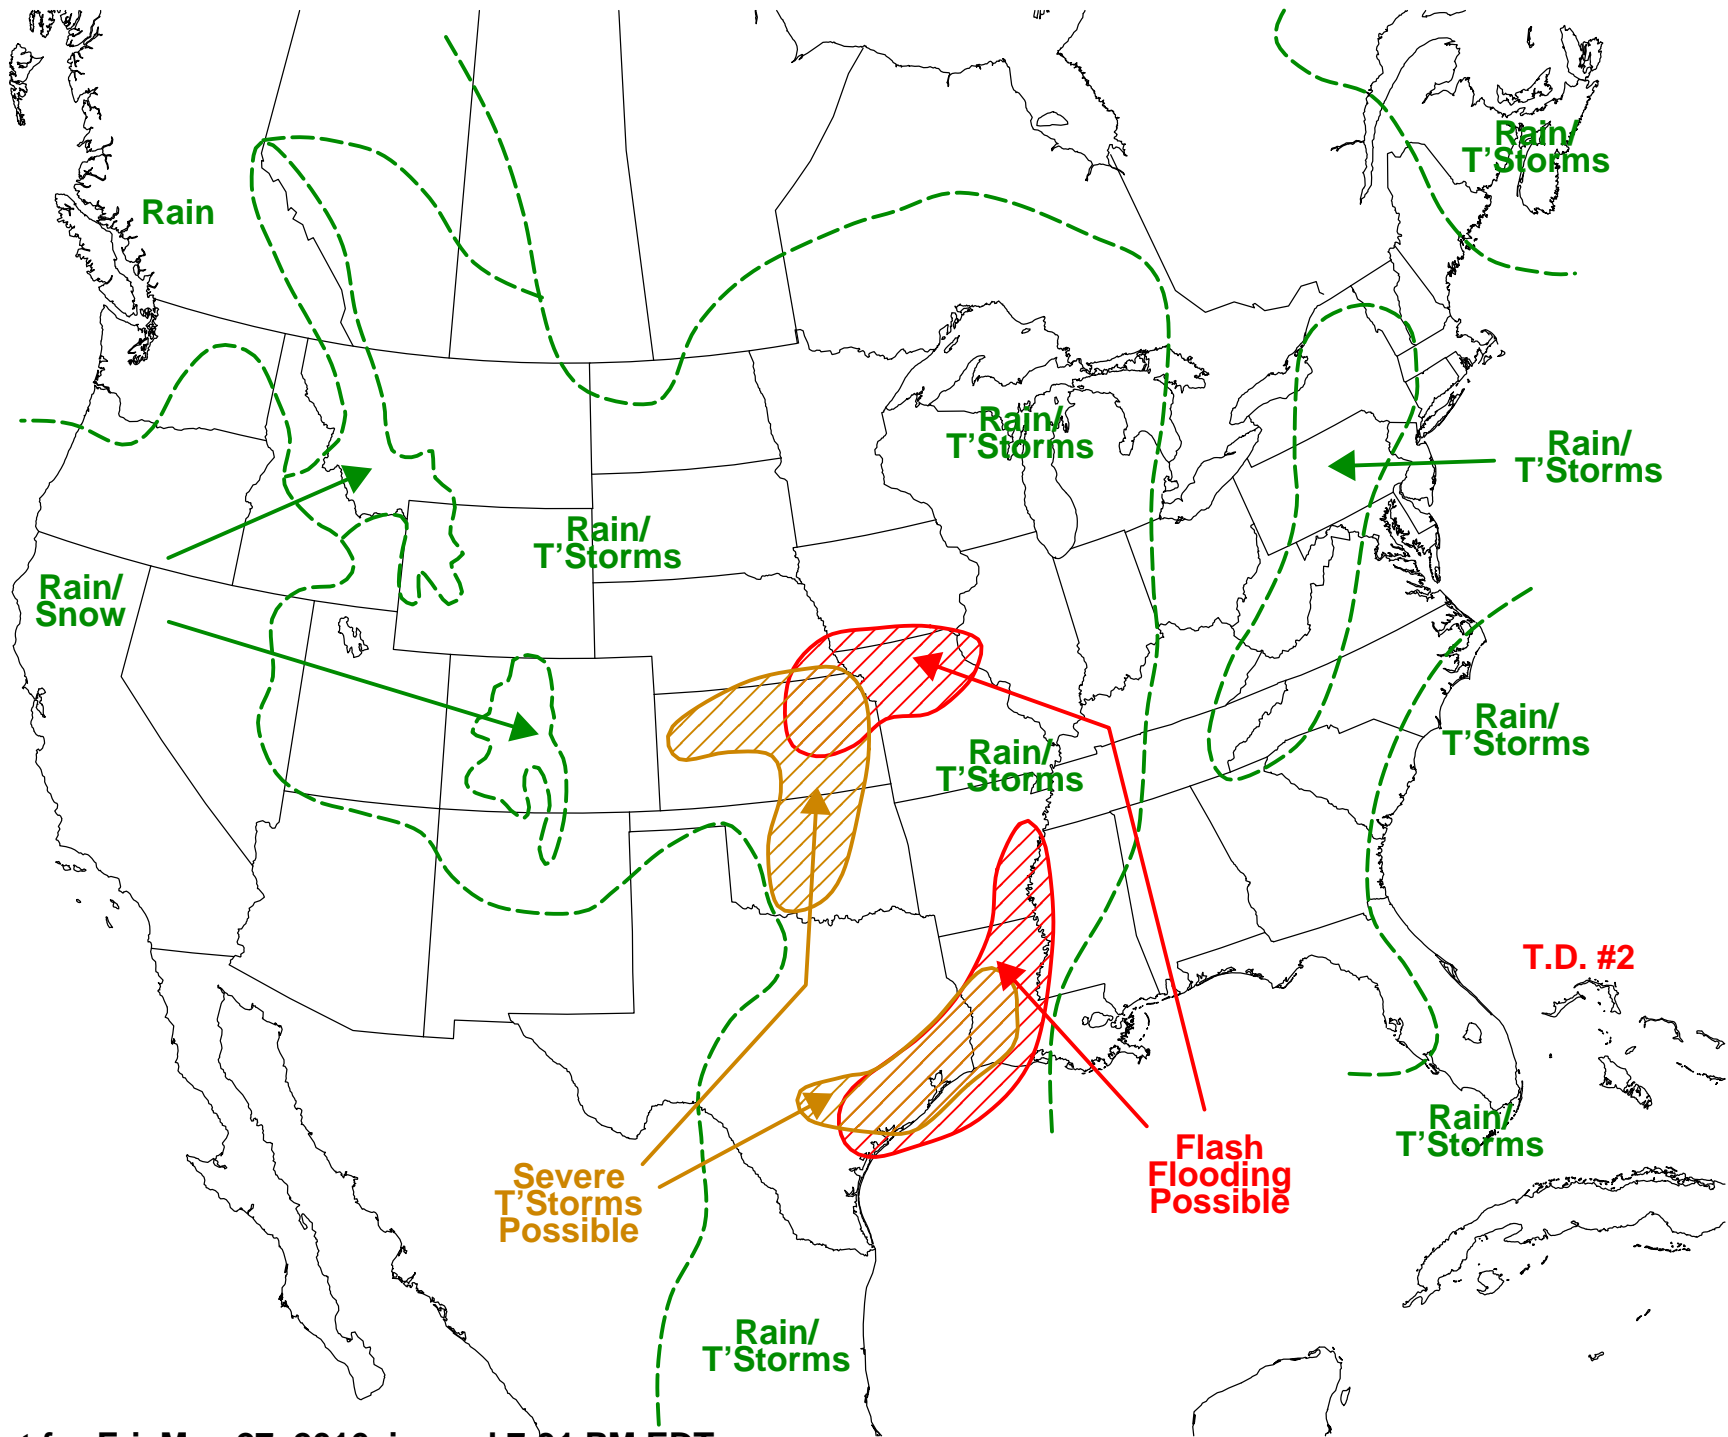 Rain/
T’Storms
Rain
Rain/
T’Storms
Rain/
T’Storms
Rain/
T’Storms
Rain/
Snow
Rain/
T’Storms
Rain/
T’Storms
T.D. #2
Rain/
T’Storms
Flash
Flooding
Possible
Severe
T’Storms
Possible
Rain/
T’Storms